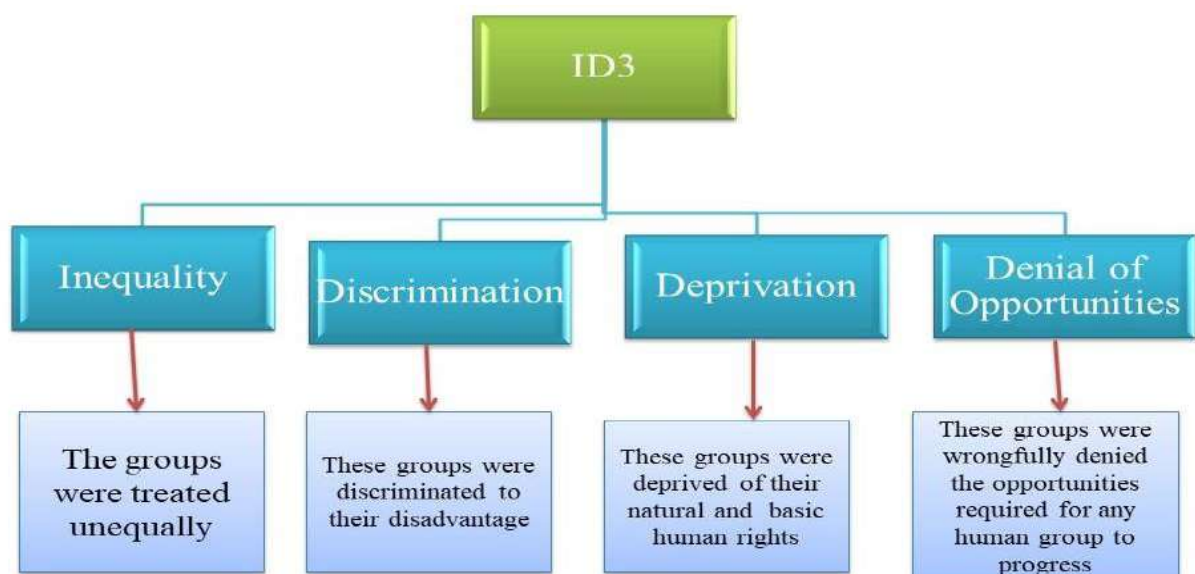 ID3
Inequality
Discrimination
Deprivation
Denial of
Opportunities
The groups
were treated
unequally
These groups were
discriminated to
their disadvantage
These groups were
deprived of their
natural and basic
human rights
These groups were
wrongfully denied
the opportunities
required for any
human group to
progress